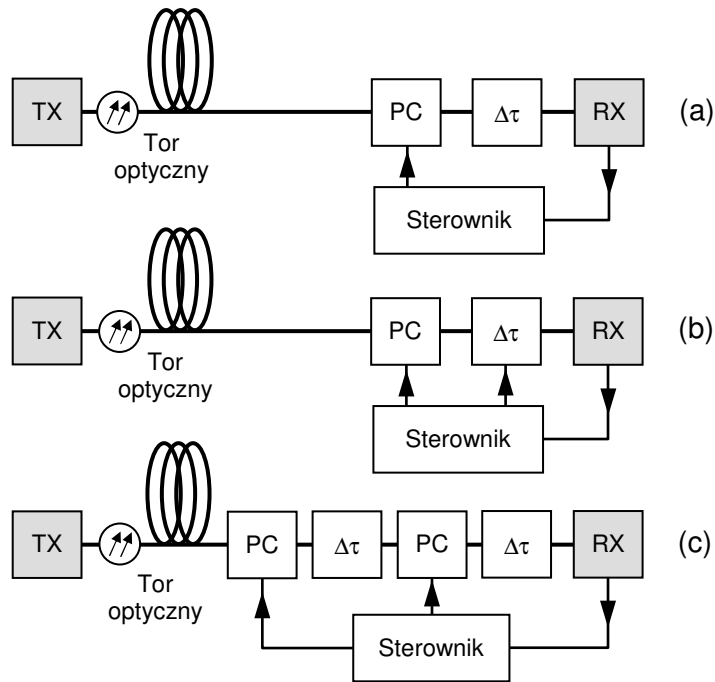 TX
PC
Δτ
RX
(a)
Tor
optyczny
Sterownik
TX
PC
Δτ
RX
(b)
Tor
optyczny
Sterownik
TX
PC
Δτ
PC
Δτ
RX
(c)
Tor
optyczny
Sterownik